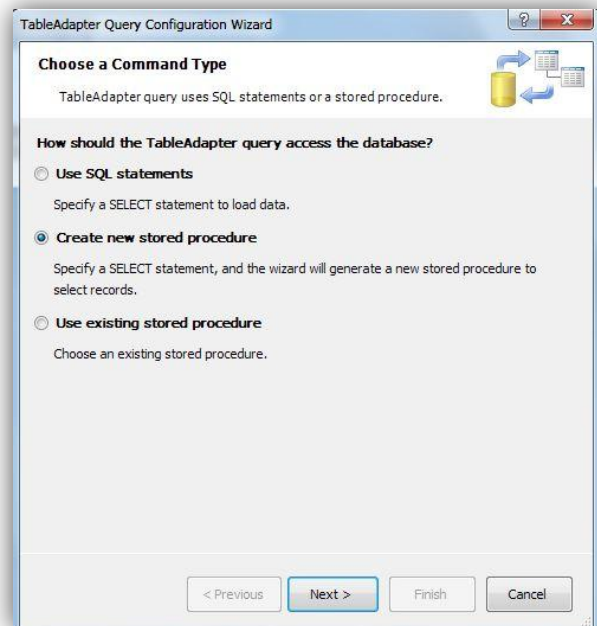 TableAdapter Query Configuration Wizard
?
X
Choose a Command Type
TableAdapter query uses SQL statements or a stored procedure.
How should the TableAdapter query access the database?
Use SQL statements
Specify a SELECT statement to load data.
Create new stored procedure
Specify a SELECT statement, and the wizard will generate a new stored procedure to
select records.
Use existing stored procedure
Choose an existing stored procedure.
< Previous
Next >
Finish
Cancel